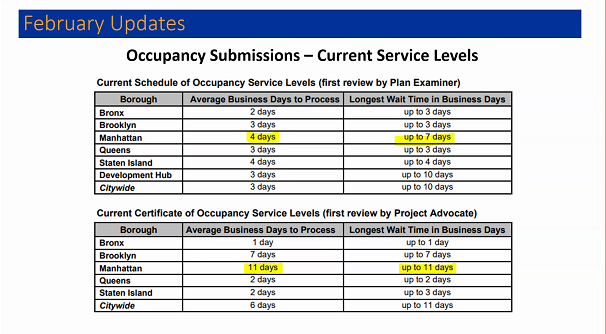 February Updates
Occupancy Submissions – Current Service Levels
Current Schedule of Occupancy Service Levels (first review by Plan Examiner)
Borough Average Business Days to Process Longest Wait Time in Business Days
Bronx 2 days up to 3 days
Brooklyn 3 days up to 3 days
Manhattan 4 days up to 7 days
Queens 3 days up to 3 days
Staten Island 4 days up to 4 days
Development Hub 3 days up to 10 days
Citywide 3 days up to 10 days
Current Certificate of Occupancy Service Levels (first review by Project Advocate)
Borough Average Business Days to Process Longest Wait Time in Business Days
Bronx 1 day up to 1 day
Brooklyn 7 days up to 7 days
Manhattan 11 days up to 11 days
Queens 2 days up to 2 days
Staten Island 2 days up to 3 days
Citywide 6 days up to 11 days